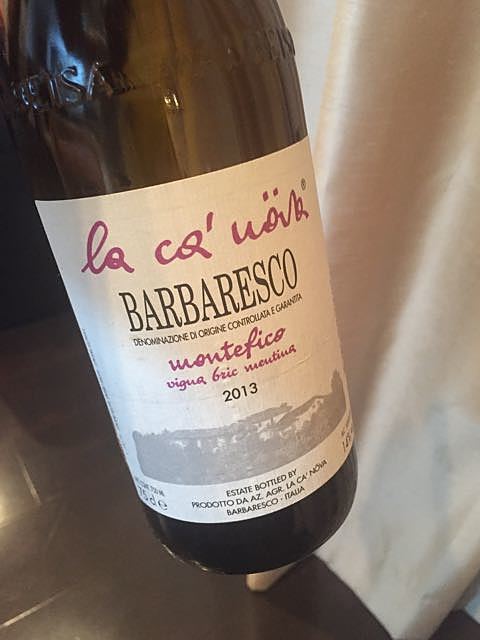 la ca' növa®
BARBARESCO
DENOMINAZIONE DI ORIGINE CONTROLLATA E GARANTITA
montefico
vigna bric mentina
2013
ESTATE BOTTLED BY
PRODOTTO DA AZ. AGR. LA CA' NÖVA
BARBARESCO - ITALIA